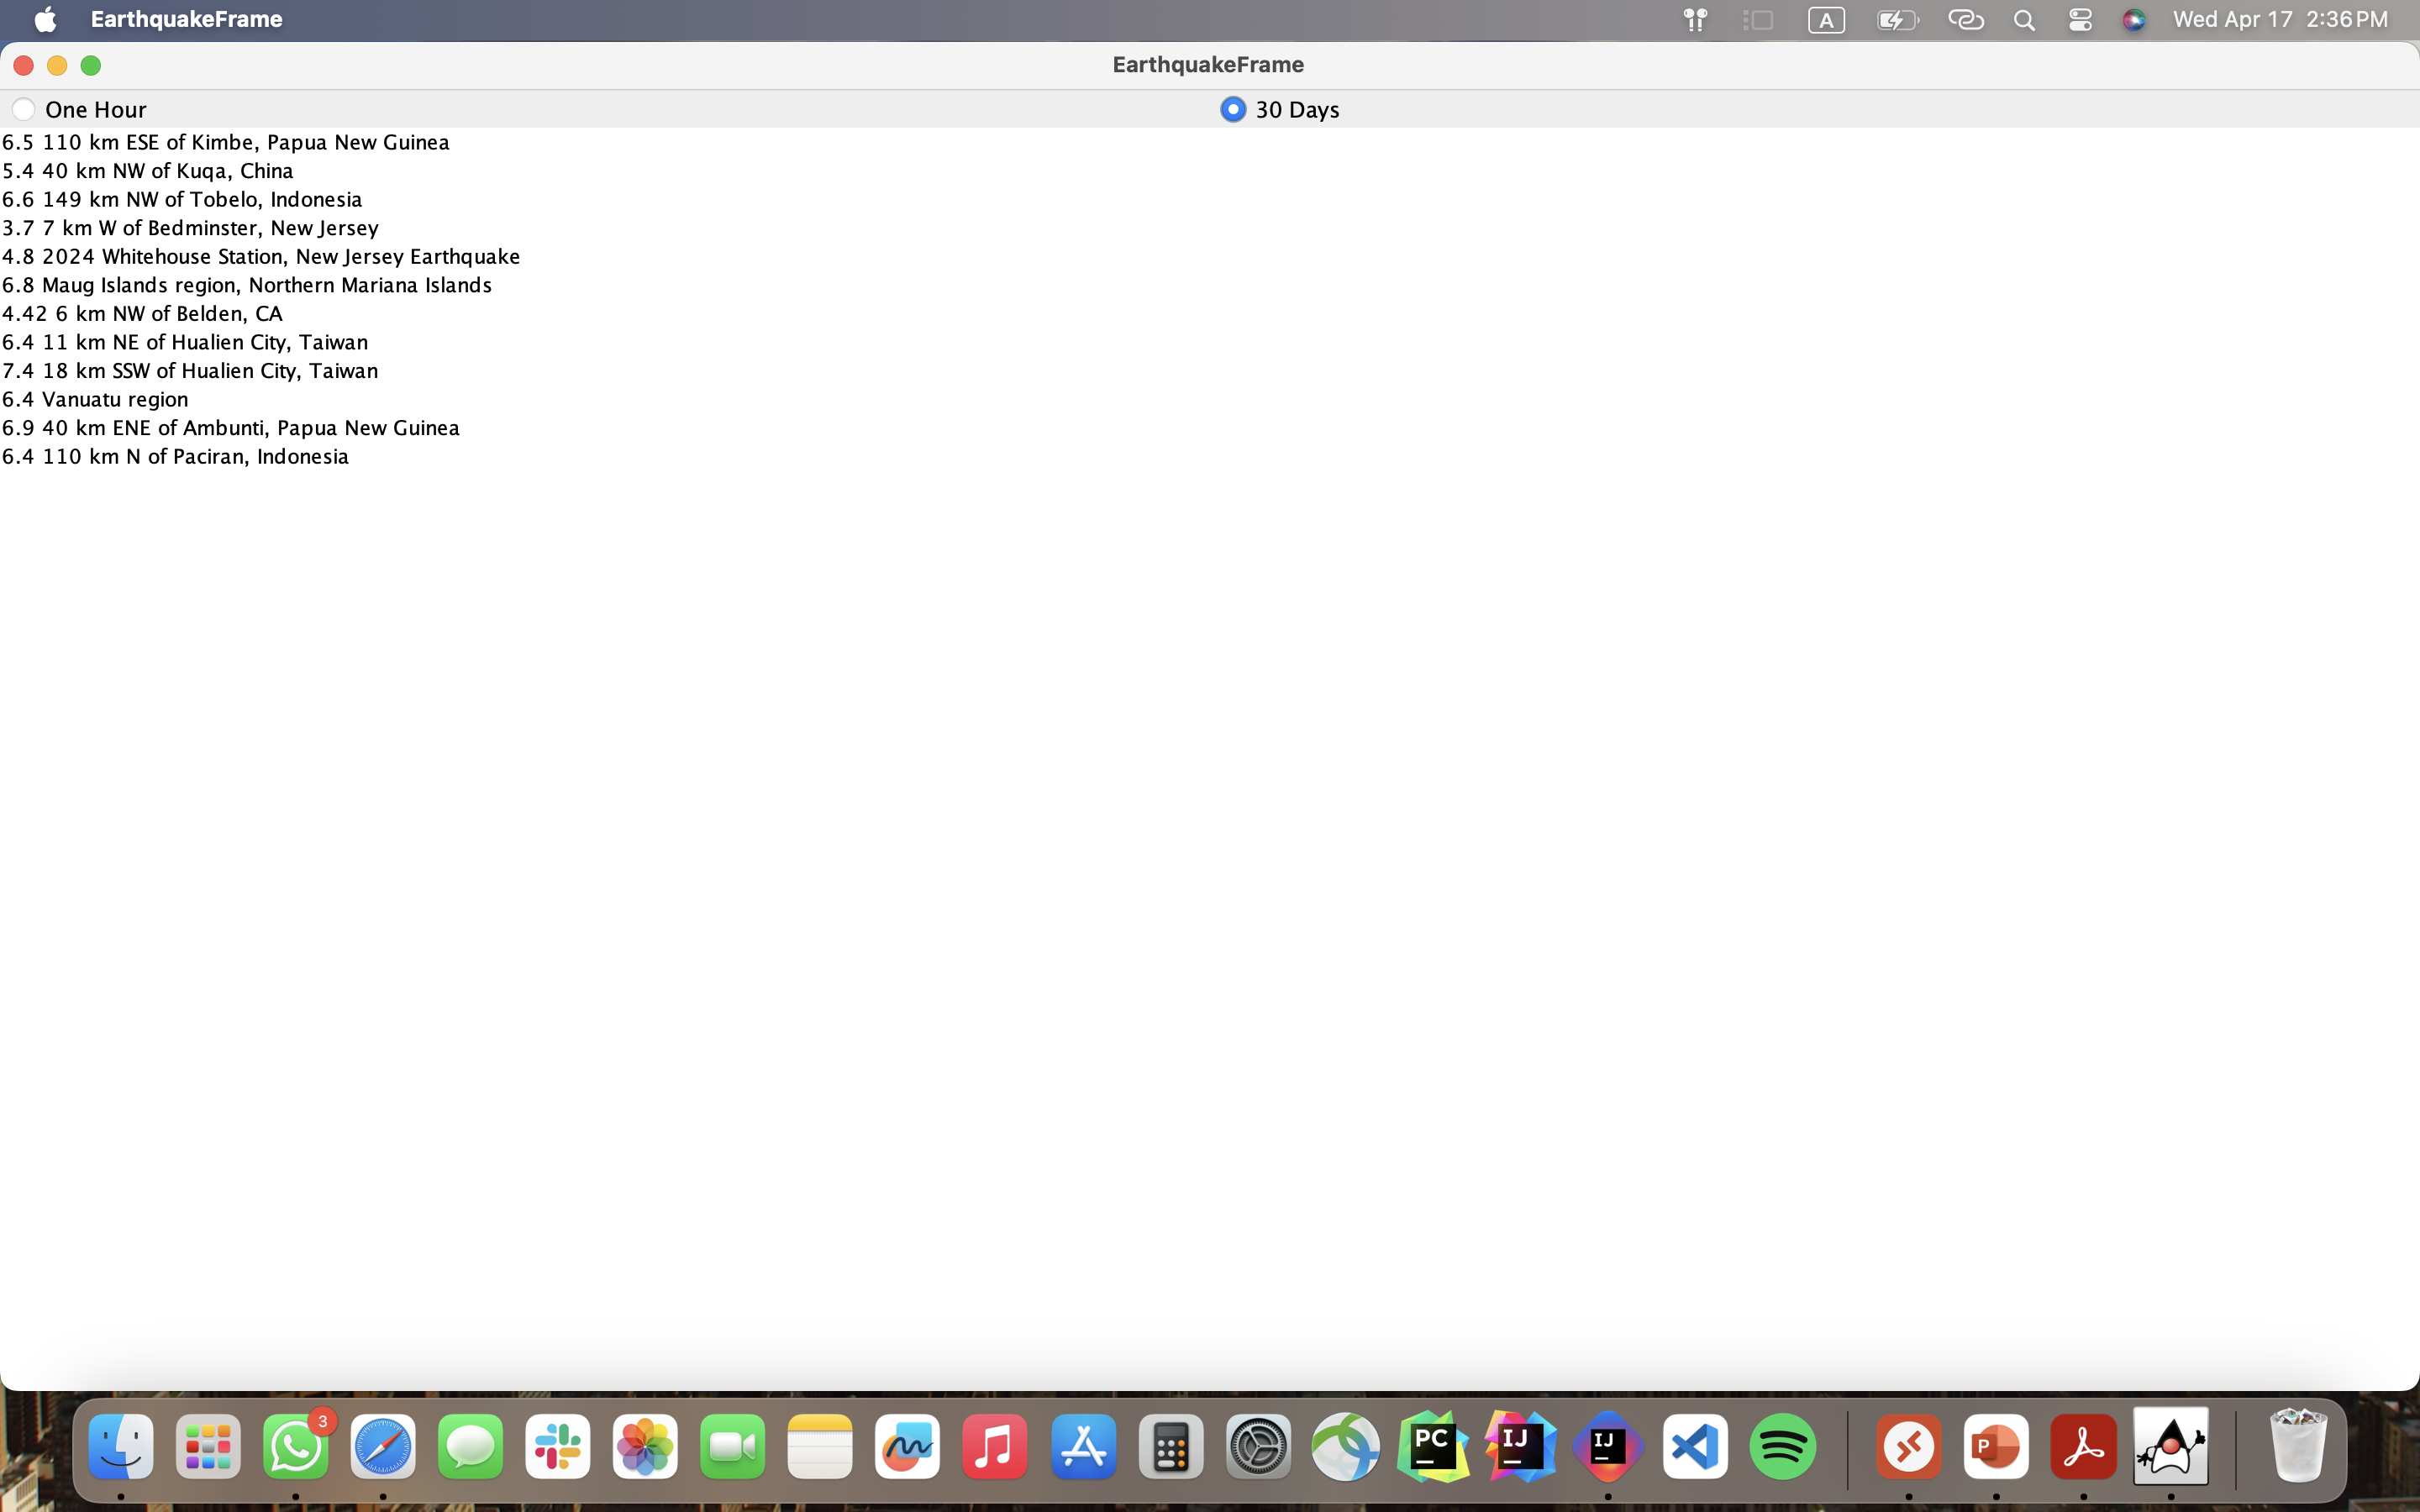 EarthquakeFrame
A
Wed Apr 17 2:36 PM
EarthquakeFrame
One Hour
30 Days
6.5 110 km ESE of Kimbe, Papua New Guinea
5.4 40 km NW of Kuqa, China
6.6 149 km NW of Tobelo, Indonesia
3.7 7 km W of Bedminster, New Jersey
4.8 2024 Whitehouse Station, New Jersey Earthquake
6.8 Maug Islands region, Northern Mariana Islands
4.42 6 km NW of Belden, CA
6.4 11 km NE of Hualien City, Taiwan
7.4 18 km SSW of Hualien City, Taiwan
6.4 Vanuatu region
6.9 40 km ENE of Ambunti, Papua New Guinea
6.4 110 km N of Paciran, Indonesia
3
PC
IJ
IJ
P